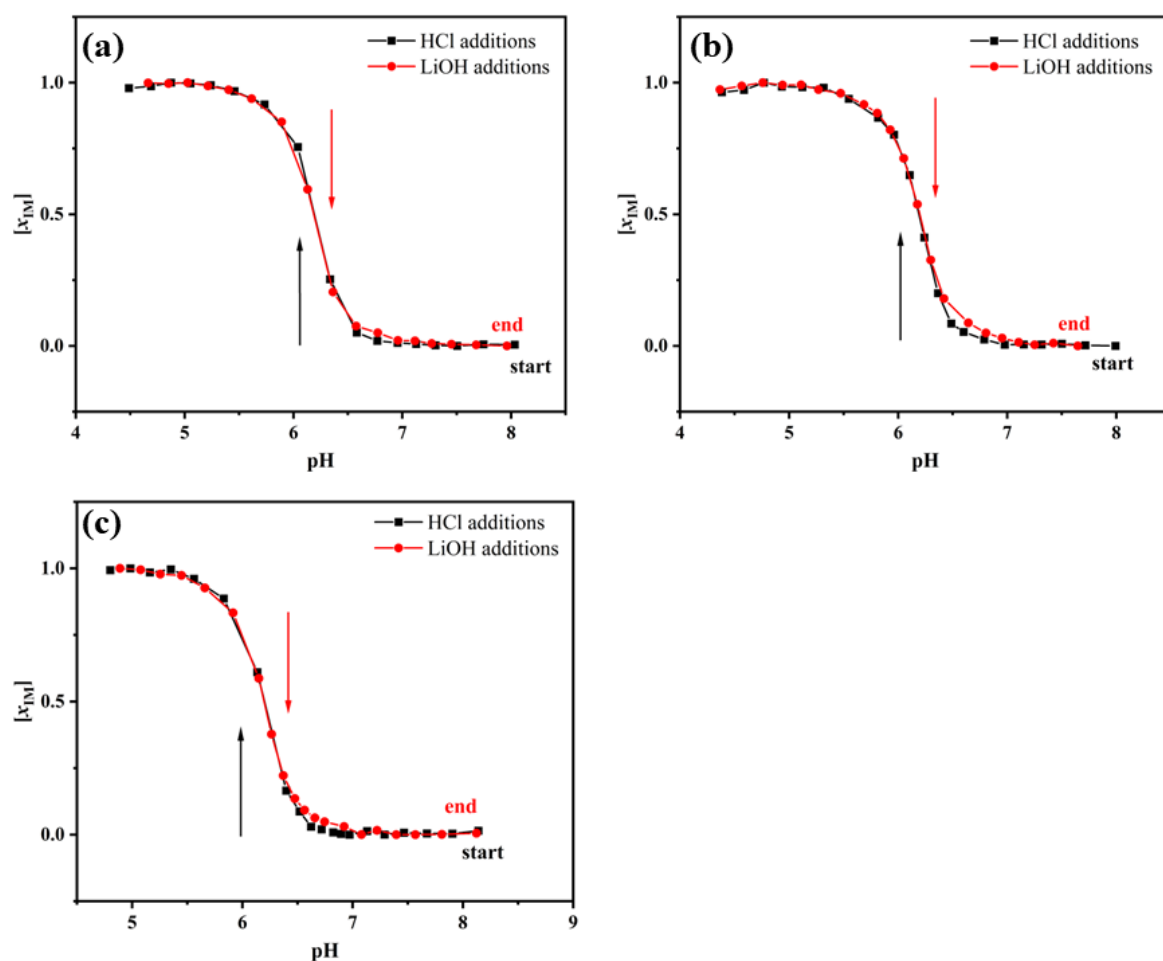 (a)
HCl additions
LiOH additions
1.0
0.5
0.0
[xIM]
end
start
4 5 6 7 8
pH
(b)
HCl additions
LiOH additions
1.0
0.5
0.0
[xIM]
end
start
4 5 6 7 8
pH
(c)
HCl additions
LiOH additions
1.0
0.5
0.0
[xIM]
end
start
5 6 7 8 9
pH